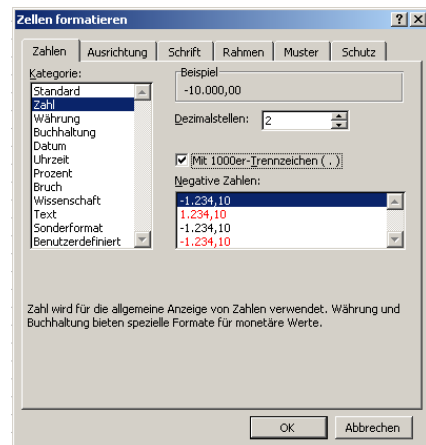 Zellen formatieren
Zahlen Ausrichtung Schrift Rahmen Muster Schutz
Kategorie:
Standard
Zahl
Währung
Buchhaltung
Datum
Uhrzeit
Prozent
Bruch
Wissenschaft
Text
Sonderformat
Benutzerdefiniert
Beispiel
-10.000,00
Dezimalstellen: 2
Mit 1000er-Trennzeichen ( . )
Negative Zahlen:
-1.234,10
1.234,10
-1.234,10
-1.234,10
Zahl wird für die allgemeine Anzeige von Zahlen verwendet. Währung und
Buchhaltung bieten spezielle Formate für monetäre Werte.
OK Abbrechen